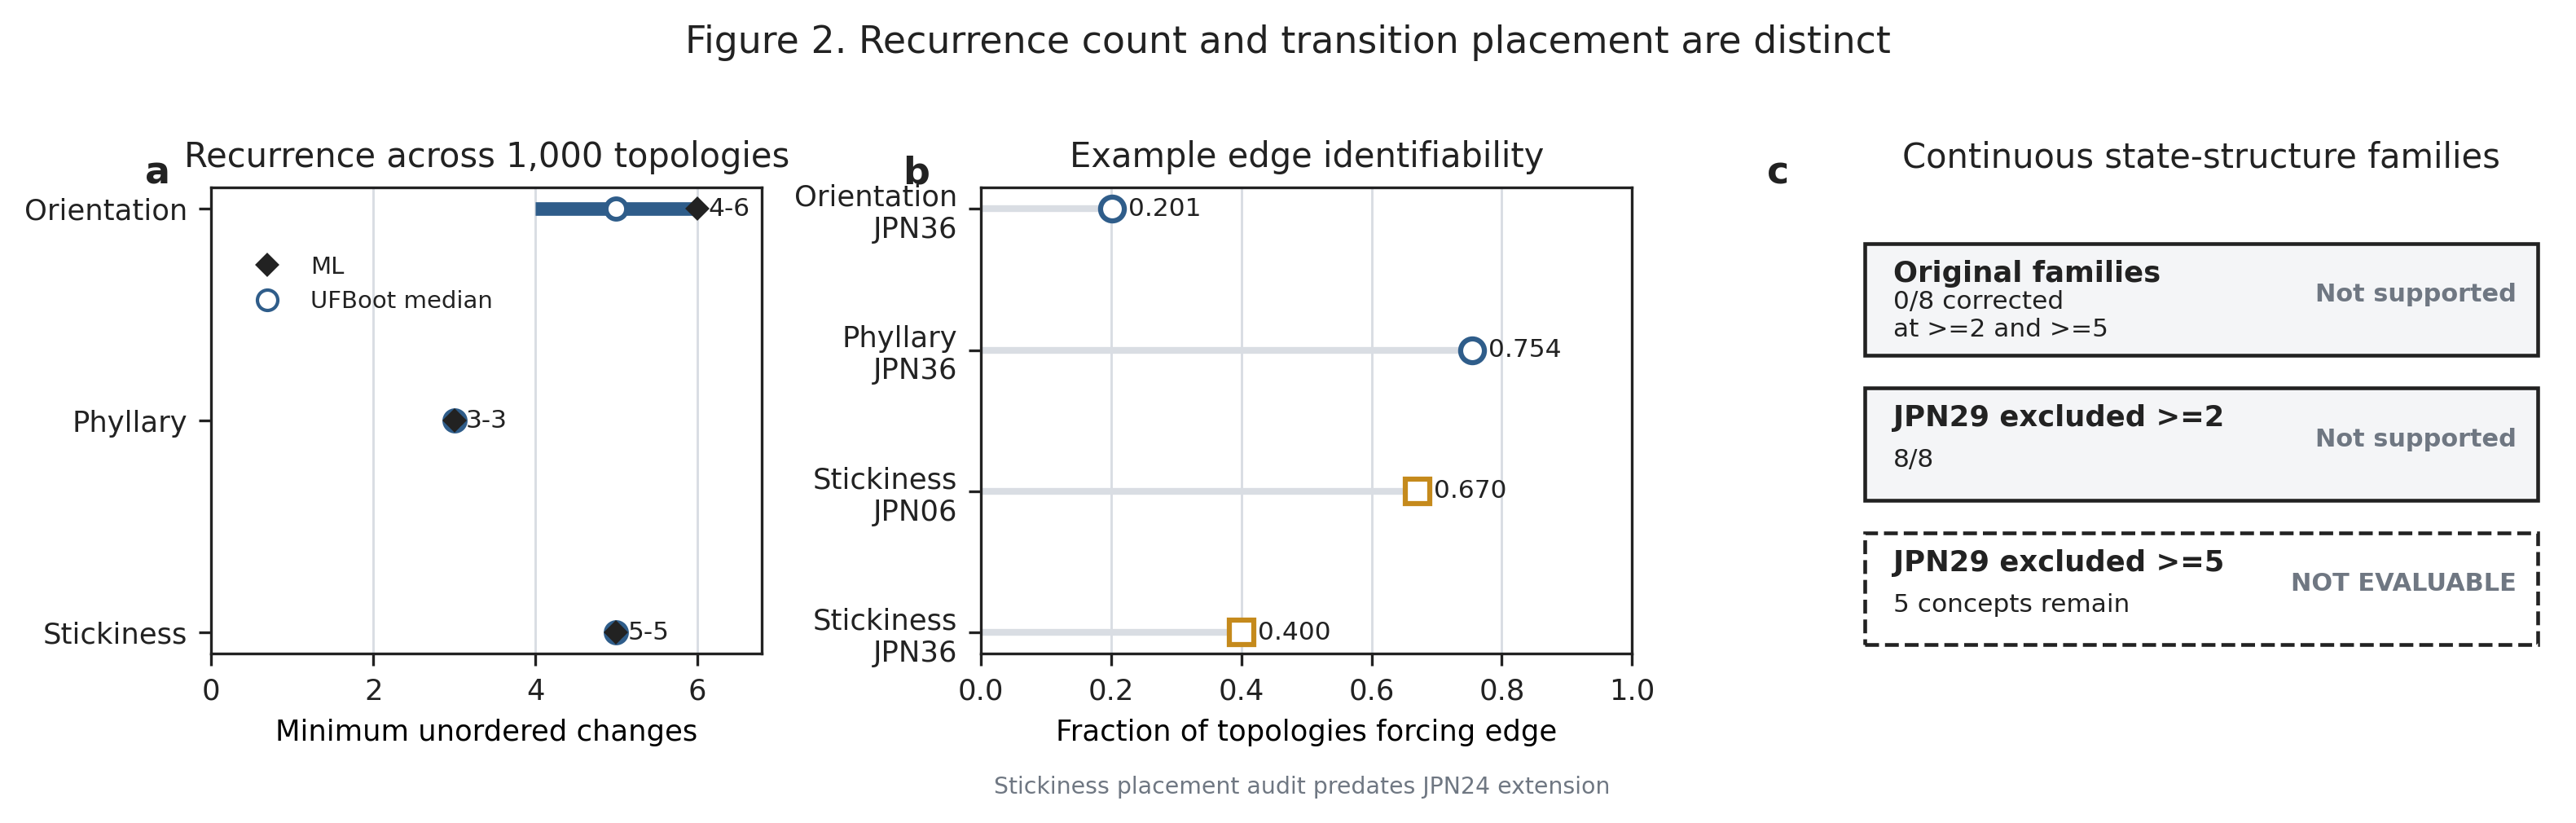 Figure 2. Recurrence count and transition placement are distinct
a
Recurrence across 1,000 topologies
Orientation
4-6
ML
UFBoot median
Phyllary
3-3
Stickiness
5-5
0
2
4
6
Minimum unordered changes
b
Example edge identifiability
Orientation
JPN36
0.201
Phyllary
JPN36
0.754
Stickiness
JPN06
0.670
Stickiness
JPN36
0.400
0.0
0.2
0.4
0.6
0.8
1.0
Fraction of topologies forcing edge
Stickiness placement audit predates JPN24 extension
c
Continuous state-structure families
Original families
0/8 corrected
at >=2 and >=5
Not supported
JPN29 excluded >=2
8/8
Not supported
JPN29 excluded >=5
5 concepts remain
NOT EVALUABLE